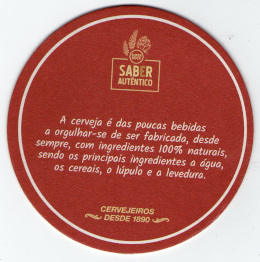 SABER
AUTÊNTICO
A cerveja é das poucas bebidas
a orgulhar-se de ser fabricada, desde
sempre, com ingredientes 100% naturais,
sendo os principais ingredientes a água,
os cereais, o lúpulo e a levedura.
CERVEJEIROS
DESDE 1890